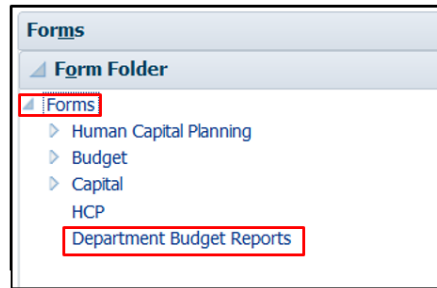 Forms
Form Folder
Forms
Human Capital Planning
Budget
Capital
HCP
Department Budget Reports